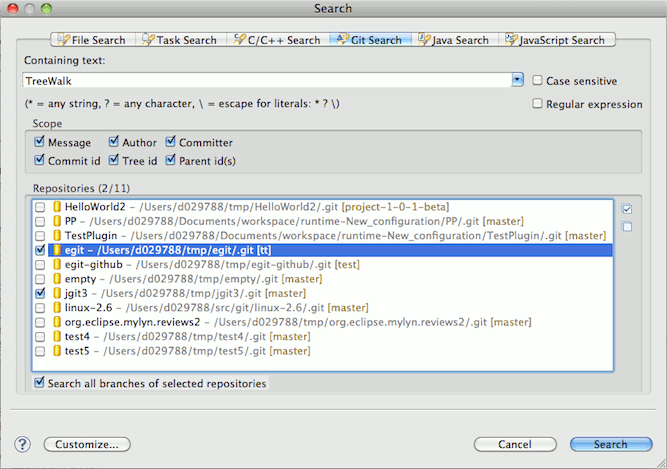 Search
File Search Task Search C/C++ Search Git Search Java Search JavaScript Search
Containing text:
TreeWalk
Case sensitive
(* = any string, ? = any character, \ = escape for literals: * ? \)
Regular expression
Scope
Message Author Committer
Commit id Tree id Parent id(s)
Repositories (2/11)
HelloWorld2 - /Users/d029788/tmp/HelloWorld2/.git [project-1-0-1-beta]
PP - /Users/d029788/Documents/workspace/runtime-New_configuration/PP/.git [master]
TestPlugin - /Users/d029788/Documents/workspace/runtime-New_configuration/TestPlugin/.git [master]
egit - /Users/d029788/tmp/egit/.git [tt]
egit-github - /Users/d029788/tmp/egit-github/.git [test]
empty - /Users/d029788/tmp/empty/.git [master]
jgit3 - /Users/d029788/tmp/jgit3/.git [master]
linux-2.6 - /Users/d029788/src/git/linux-2.6/.git [master]
org.eclipse.mylyn.reviews2 - /Users/d029788/tmp/org.eclipse.mylyn.reviews2/.git [master]
test4 - /Users/d029788/tmp/test4/.git [master]
test5 - /Users/d029788/tmp/test5/.git [master]
Search all branches of selected repositories
? Customize... Cancel Search